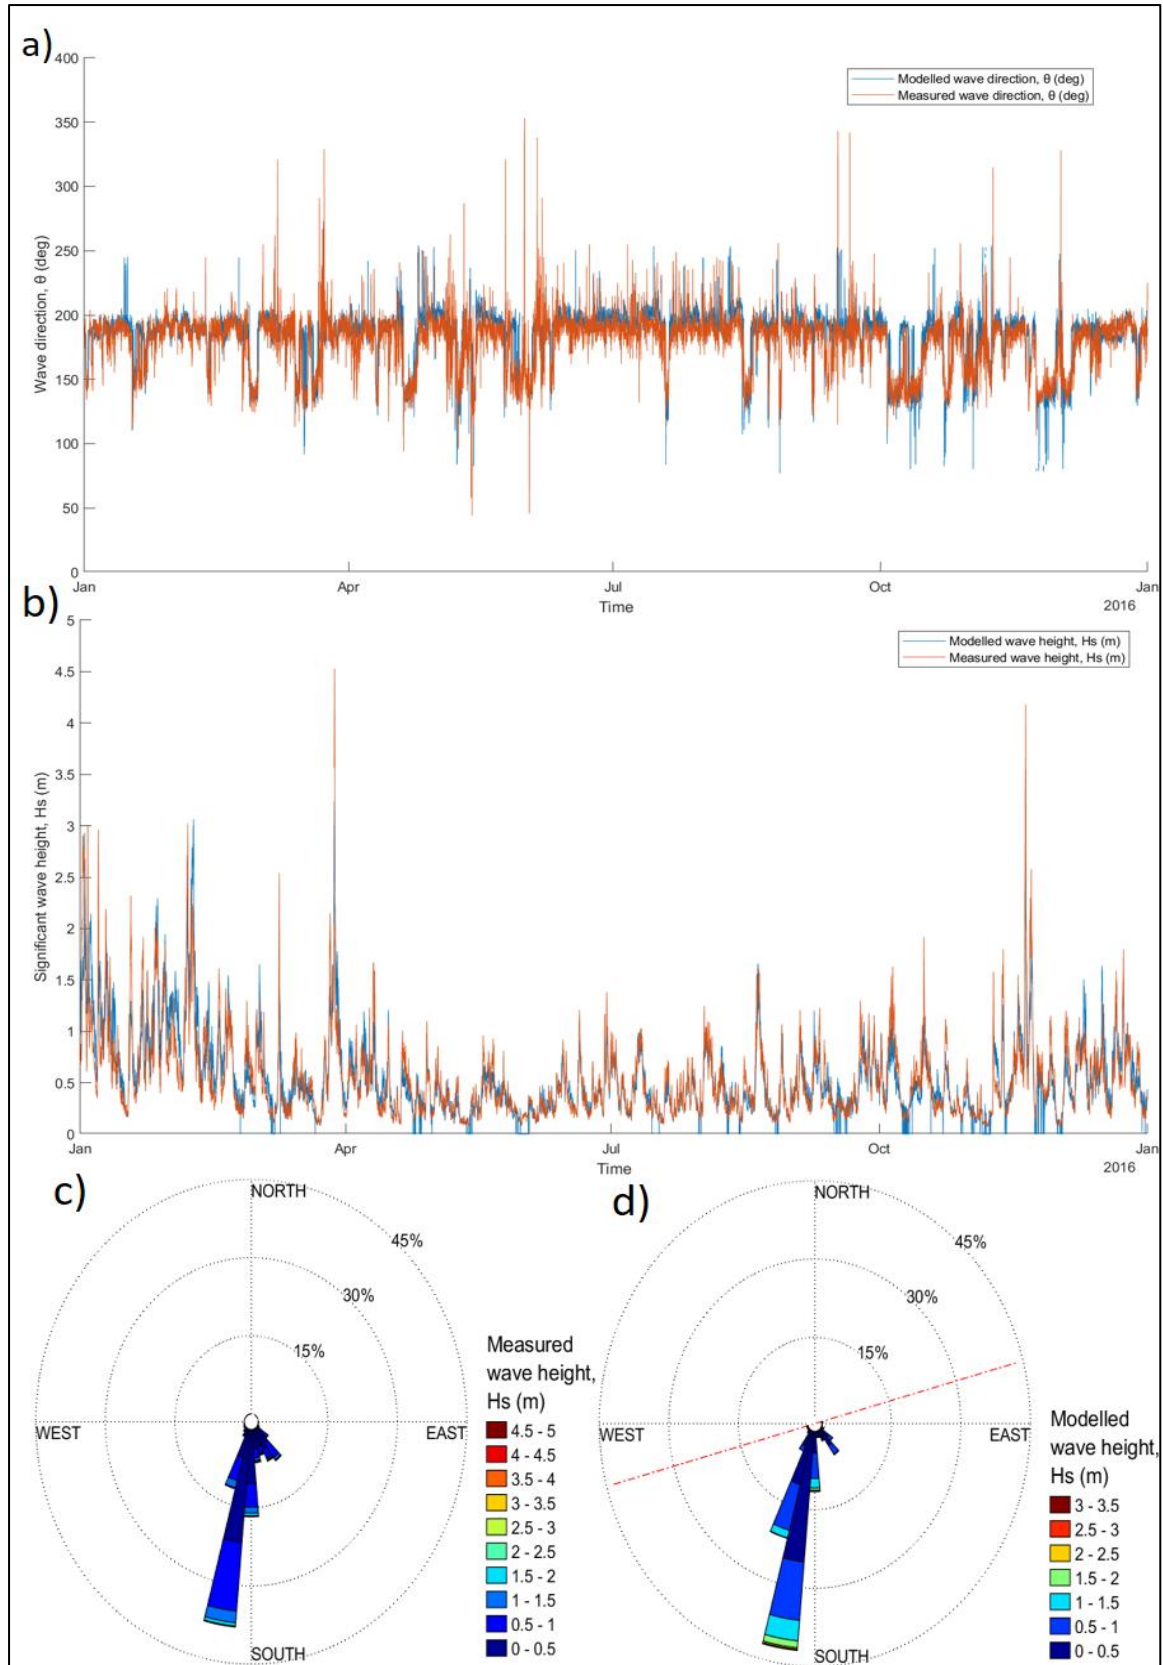 a)
400
350
300
250
200
150
100
50
0
Wave direction, θ (deg)
Modelled wave direction, θ (deg)
Measured wave direction, θ (deg)
Jan
Apr
Jul
Oct
Jan
Time
2016
b)
5
4.5
4
3.5
3
2.5
2
1.5
1
0.5
0
Significant wave height, Hs (m)
Modelled wave height, Hs (m)
Measured wave height, Hs (m)
Jan
Apr
Jul
Oct
Jan
Time
2016
c)
NORTH
45%
30%
15%
WEST
EAST
SOUTH
Measured
wave height,
Hs (m)
4.5 - 5
4 - 4.5
3.5 - 4
3 - 3.5
2.5 - 3
2 - 2.5
1.5 - 2
1 - 1.5
0.5 - 1
0 - 0.5
d)
NORTH
45%
30%
15%
WEST
EAST
SOUTH
Modelled
wave height,
Hs (m)
3 - 3.5
2.5 - 3
2 - 2.5
1.5 - 2
1 - 1.5
0.5 - 1
0 - 0.5